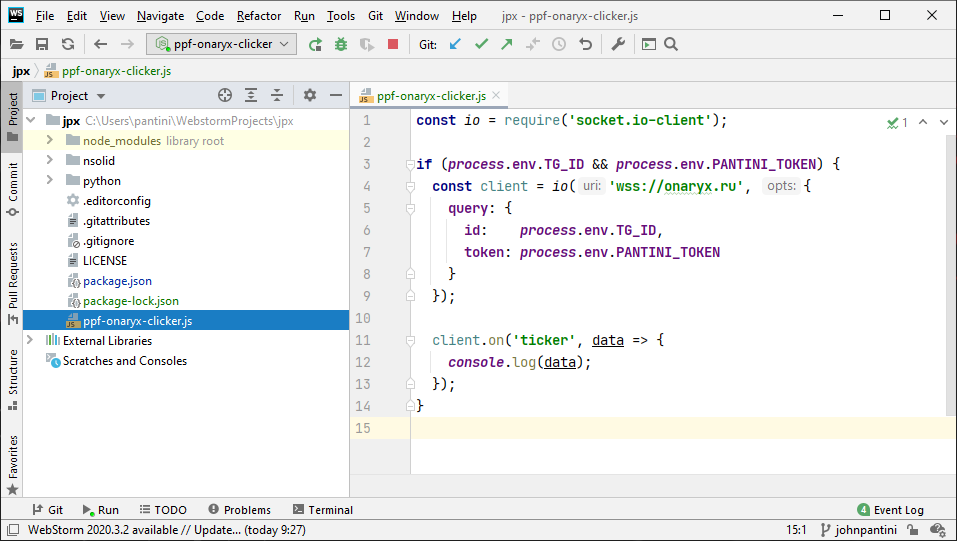 WS File Edit View Navigate Code Refactor Run Tools Git Window Help jpx - ppf-onaryx-clicker.js
ppf-onaryx-clicker Git:
jpx ppf-onaryx-clicker.js
Project
ppf-onaryx-clicker.js
jpx C:\Users\pantini\WebstormProjects\jpx
node_modules library root
nsolid
python
.editorconfig
.gitattributes
.gitignore
LICENSE
package.json
package-lock.json
ppf-onaryx-clicker.js
External Libraries
Scratches and Consoles
Project
Commit
Pull Requests
Structure
Favorites
1 const io = require('socket.io-client');
2
3 if (process.env.TG_ID && process.env.PANTINI_TOKEN) {
4 const client = io( uri: 'wss://onaryx.ru', opts: {
5 query: {
6 id: process.env.TG_ID,
7 token: process.env.PANTINI_TOKEN
8 }
9 });
10
11 client.on('ticker', data => {
12 console.log(data);
13 });
14 }
15
1
Git Run TODO Problems Terminal 4 Event Log
WebStorm 2020.3.2 available // Update... (today 9:27) 15:1 johnpantini